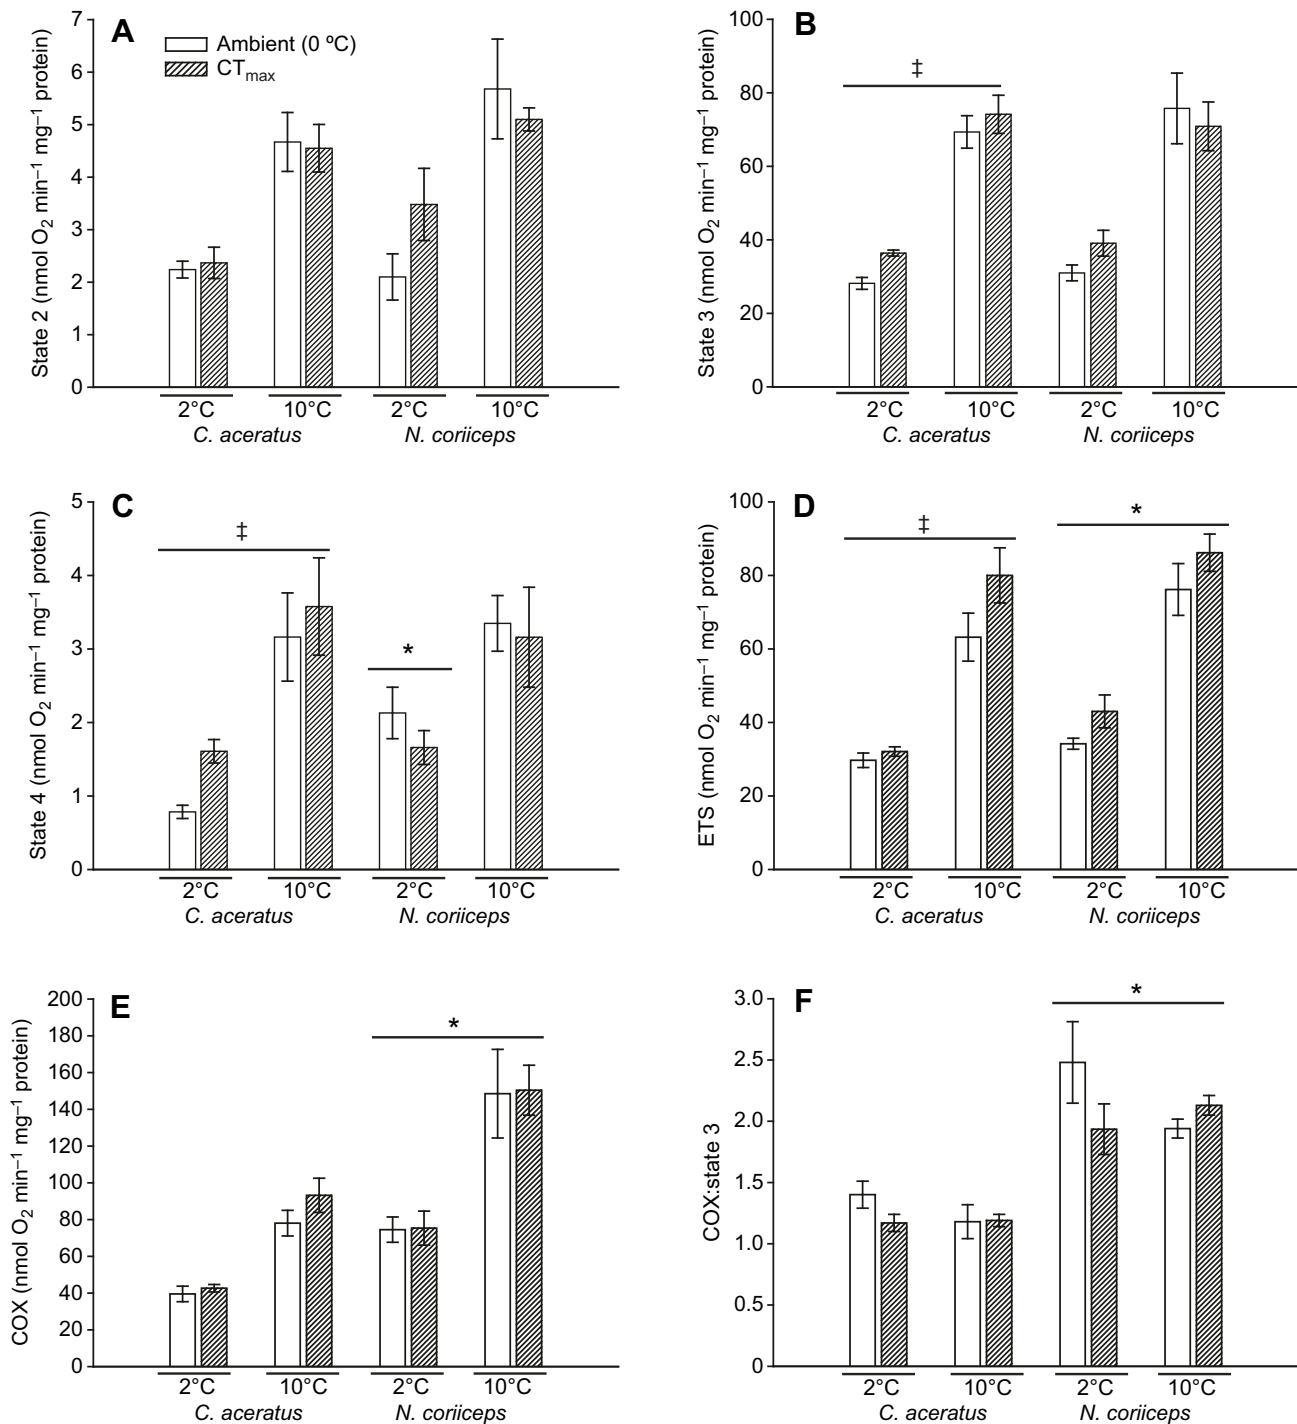 A
Ambient (0 ºC)
CTmax
State 2 (nmol O2 min–1 mg–1 protein)
7
6
5
4
3
2
1
0
2°C 10°C 2°C 10°C
C. aceratus N. coriiceps
B
‡
State 3 (nmol O2 min–1 mg–1 protein)
100
80
60
40
20
0
2°C 10°C 2°C 10°C
C. aceratus N. coriiceps
C
‡
*
State 4 (nmol O2 min–1 mg–1 protein)
5
4
3
2
1
0
2°C 10°C 2°C 10°C
C. aceratus N. coriiceps
D
‡
*
ETS (nmol O2 min–1 mg–1 protein)
100
80
60
40
20
0
2°C 10°C 2°C 10°C
C. aceratus N. coriiceps
E
*
COX (nmol O2 min–1 mg–1 protein)
200
180
160
140
120
100
80
60
40
20
0
2°C 10°C 2°C 10°C
C. aceratus N. coriiceps
F
*
COX:state 3
3.0
2.5
2.0
1.5
1.0
0.5
0
2°C 10°C 2°C 10°C
C. aceratus N. coriiceps